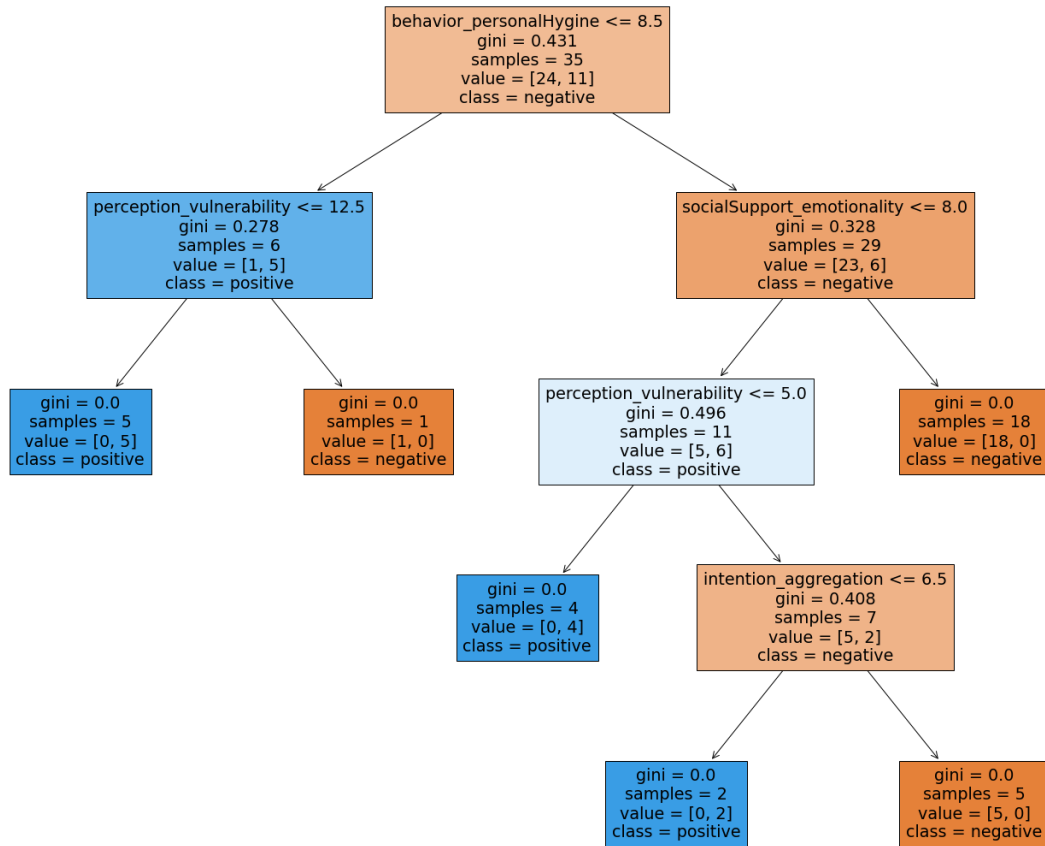 behavior_personalHygine <= 8.5
gini = 0.431
samples = 35
value = [24, 11]
class = negative
perception_vulnerability <= 12.5
gini = 0.278
samples = 6
value = [1, 5]
class = positive
socialSupport_emotionality <= 8.0
gini = 0.328
samples = 29
value = [23, 6]
class = negative
gini = 0.0
samples = 5
value = [0, 5]
class = positive
gini = 0.0
samples = 1
value = [1, 0]
class = negative
perception_vulnerability <= 5.0
gini = 0.496
samples = 11
value = [5, 6]
class = positive
gini = 0.0
samples = 18
value = [18, 0]
class = negative
gini = 0.0
samples = 4
value = [0, 4]
class = positive
intention_aggregation <= 6.5
gini = 0.408
samples = 7
value = [5, 2]
class = negative
gini = 0.0
samples = 2
value = [0, 2]
class = positive
gini = 0.0
samples = 5
value = [5, 0]
class = negative